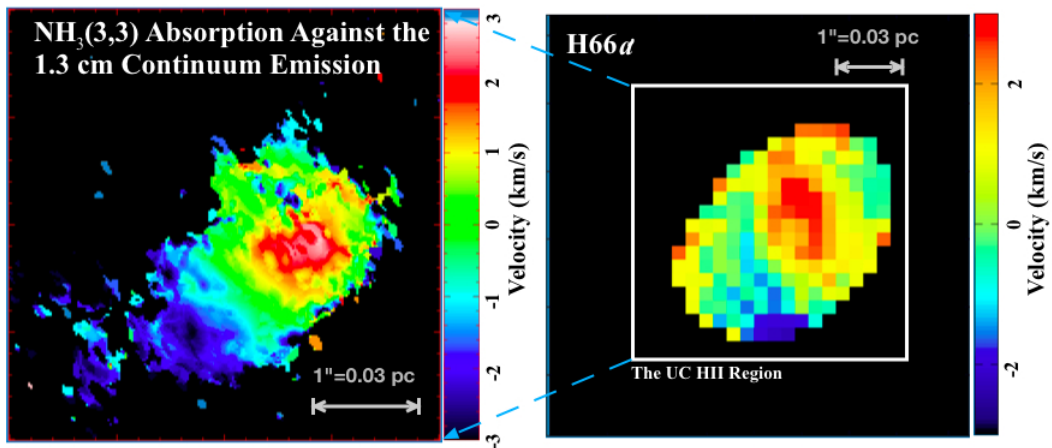 NH₃(3,3) Absorption Against the
1.3 cm Continuum Emission
1"=0.03 pc
3
2
1
0
-1
-2
-3
Velocity (km/s)
H66α
1"=0.03 pc
The UC HII Region
2
0
-2
Velocity (km/s)